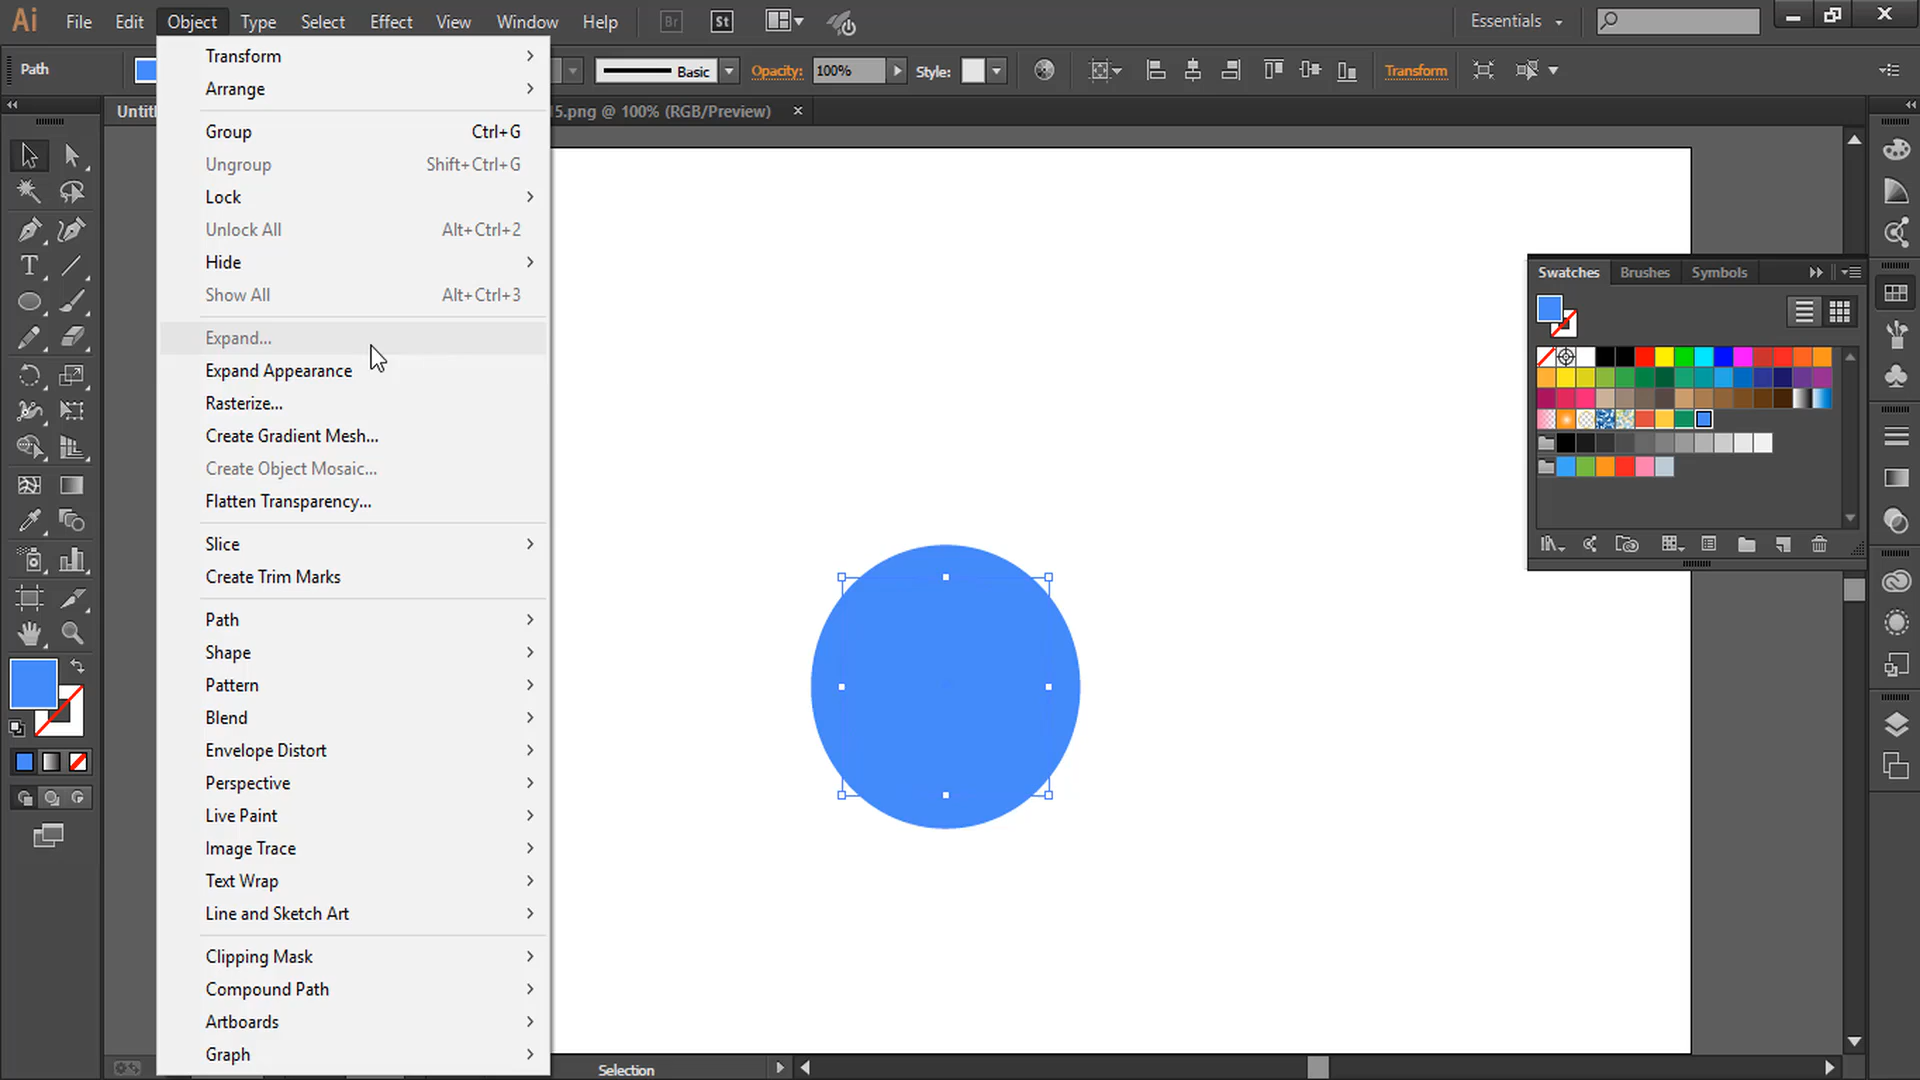 Ai File Edit Object Type Select Effect View Window Help Br St Essentials
Path Basic Opacity: 100% Style: Transform
5.png @ 100% (RGB/Preview)
Transform
Arrange
Group Ctrl+G
Ungroup Shift+Ctrl+G
Lock
Unlock All Alt+Ctrl+2
Hide
Show All Alt+Ctrl+3
Expand...
Expand Appearance
Rasterize...
Create Gradient Mesh...
Create Object Mosaic...
Flatten Transparency...
Slice
Create Trim Marks
Path
Shape
Pattern
Blend
Envelope Distort
Perspective
Live Paint
Image Trace
Text Wrap
Line and Sketch Art
Clipping Mask
Compound Path
Artboards
Graph
Swatches Brushes Symbols
Selection